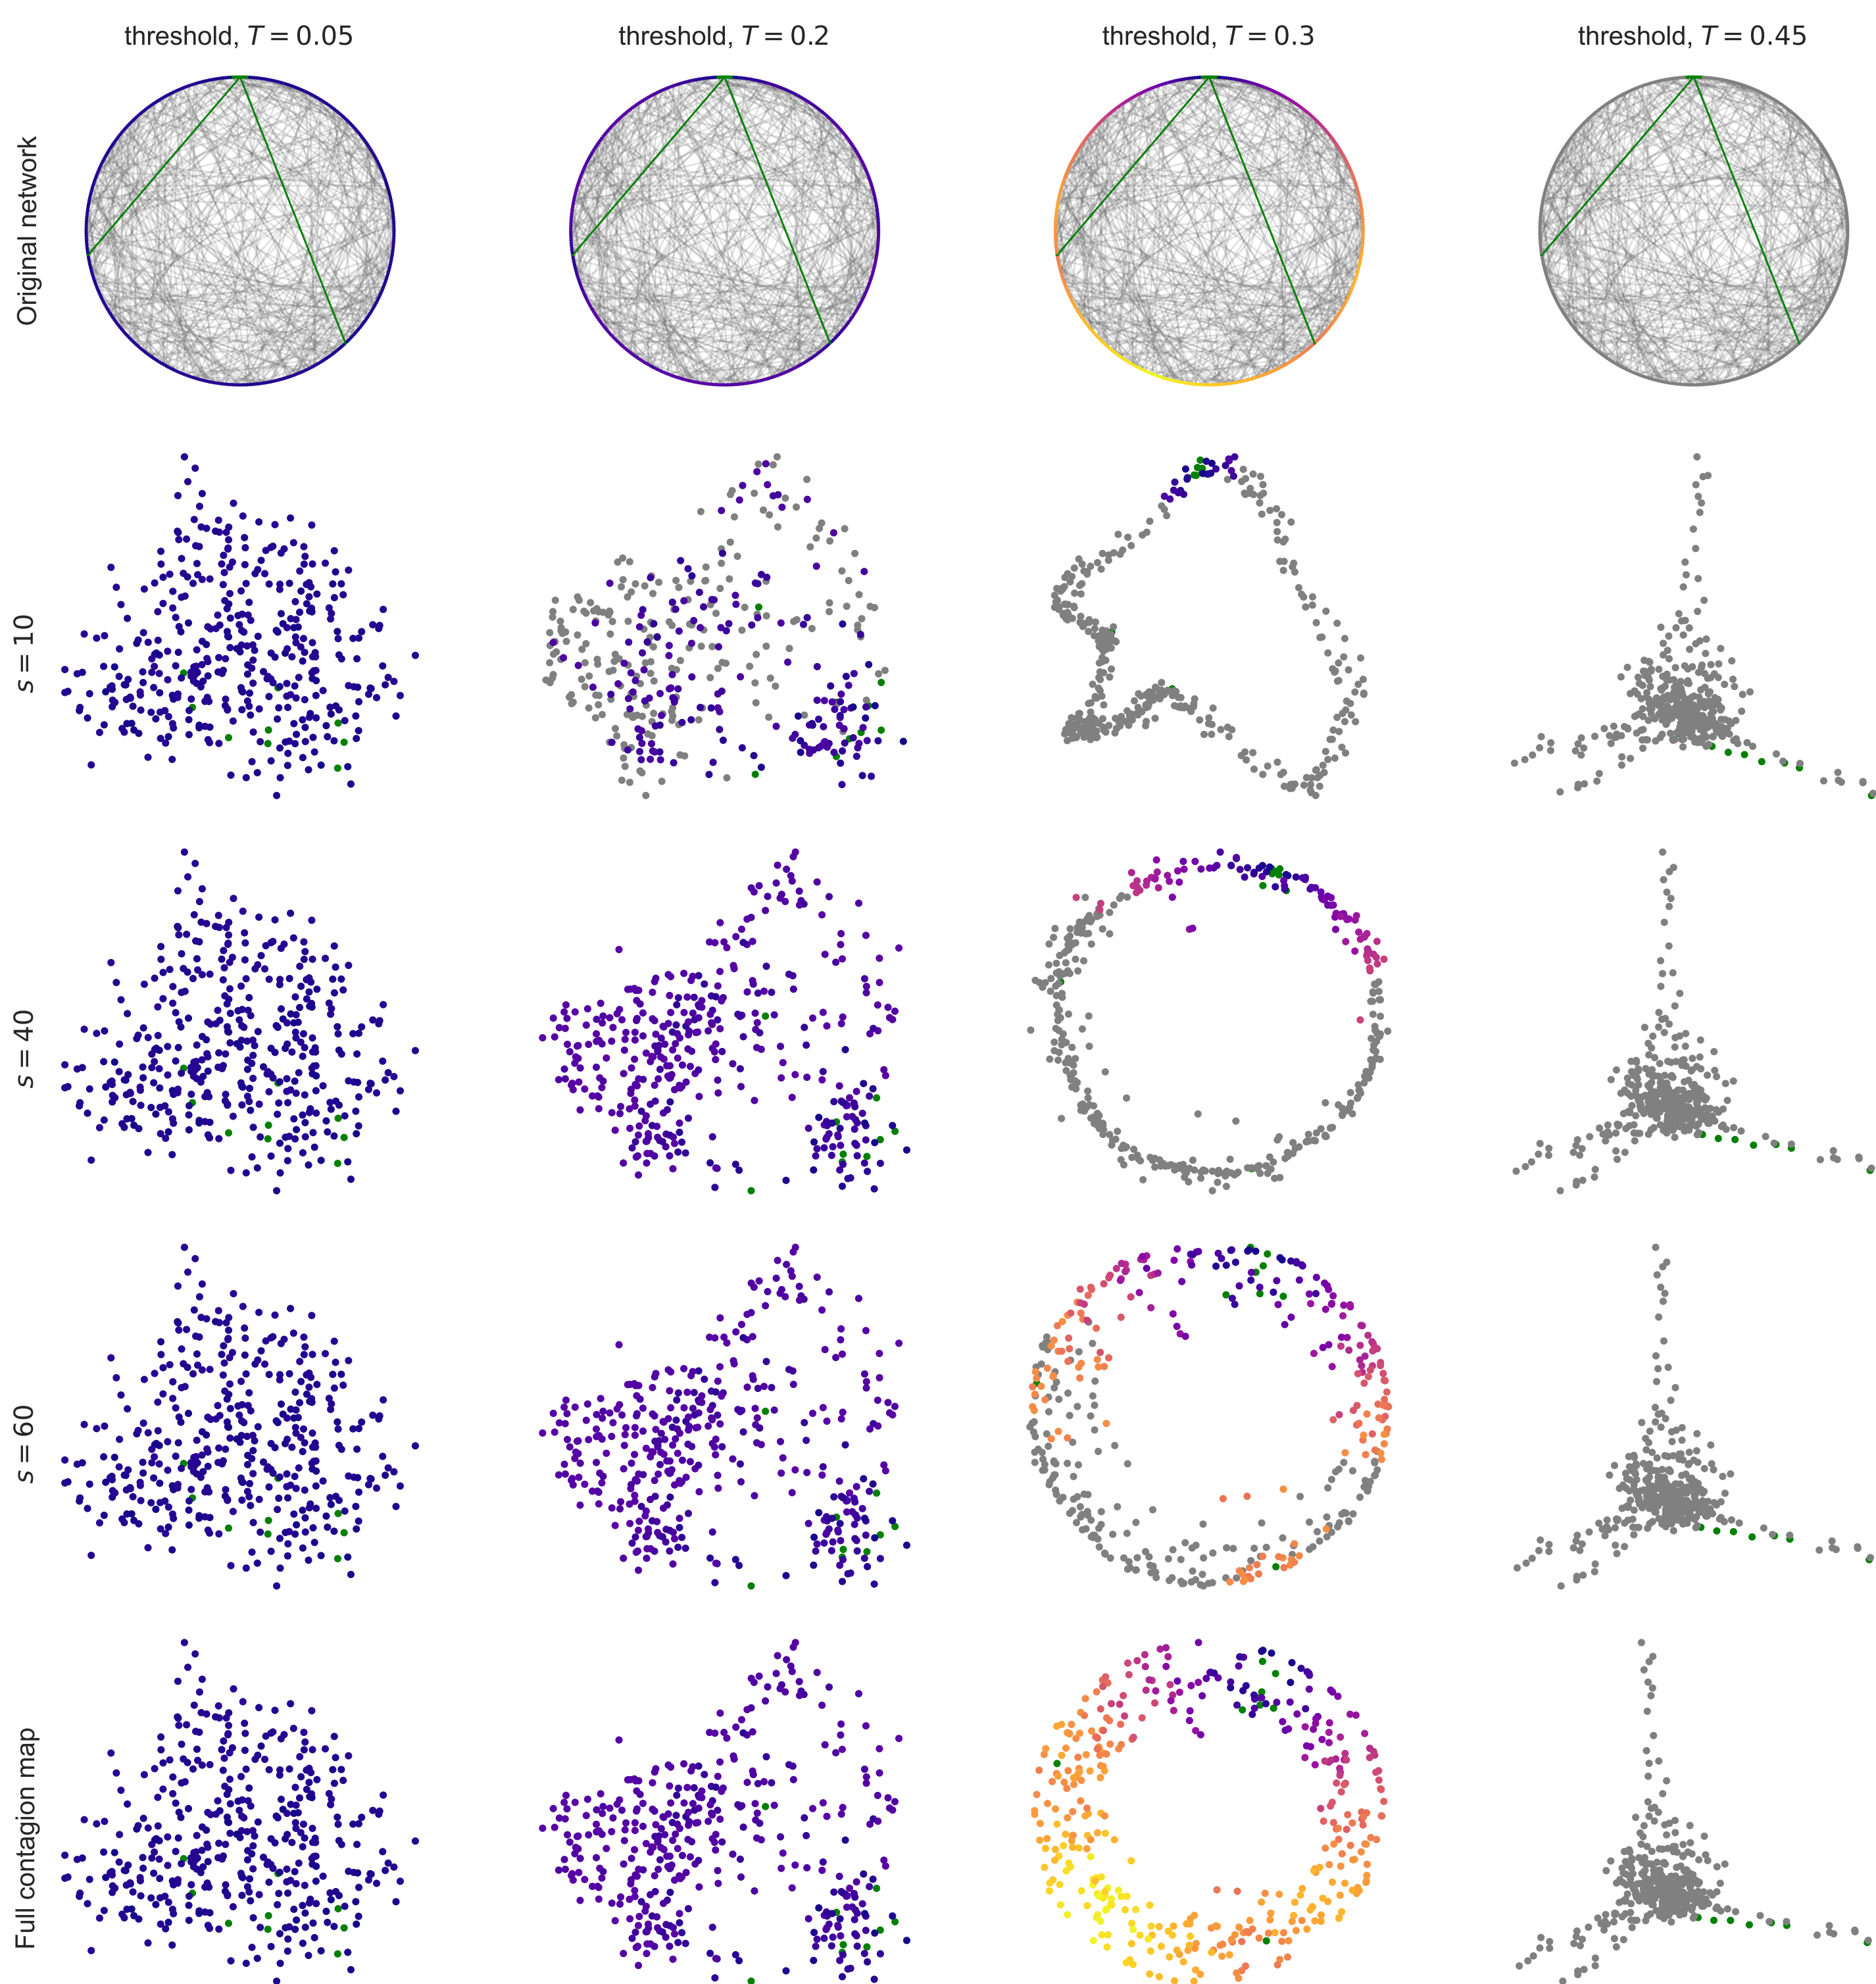 threshold, T = 0.05
threshold, T = 0.2
threshold, T = 0.3
threshold, T = 0.45
Original network
s = 10
s = 40
s = 60
Full contagion map